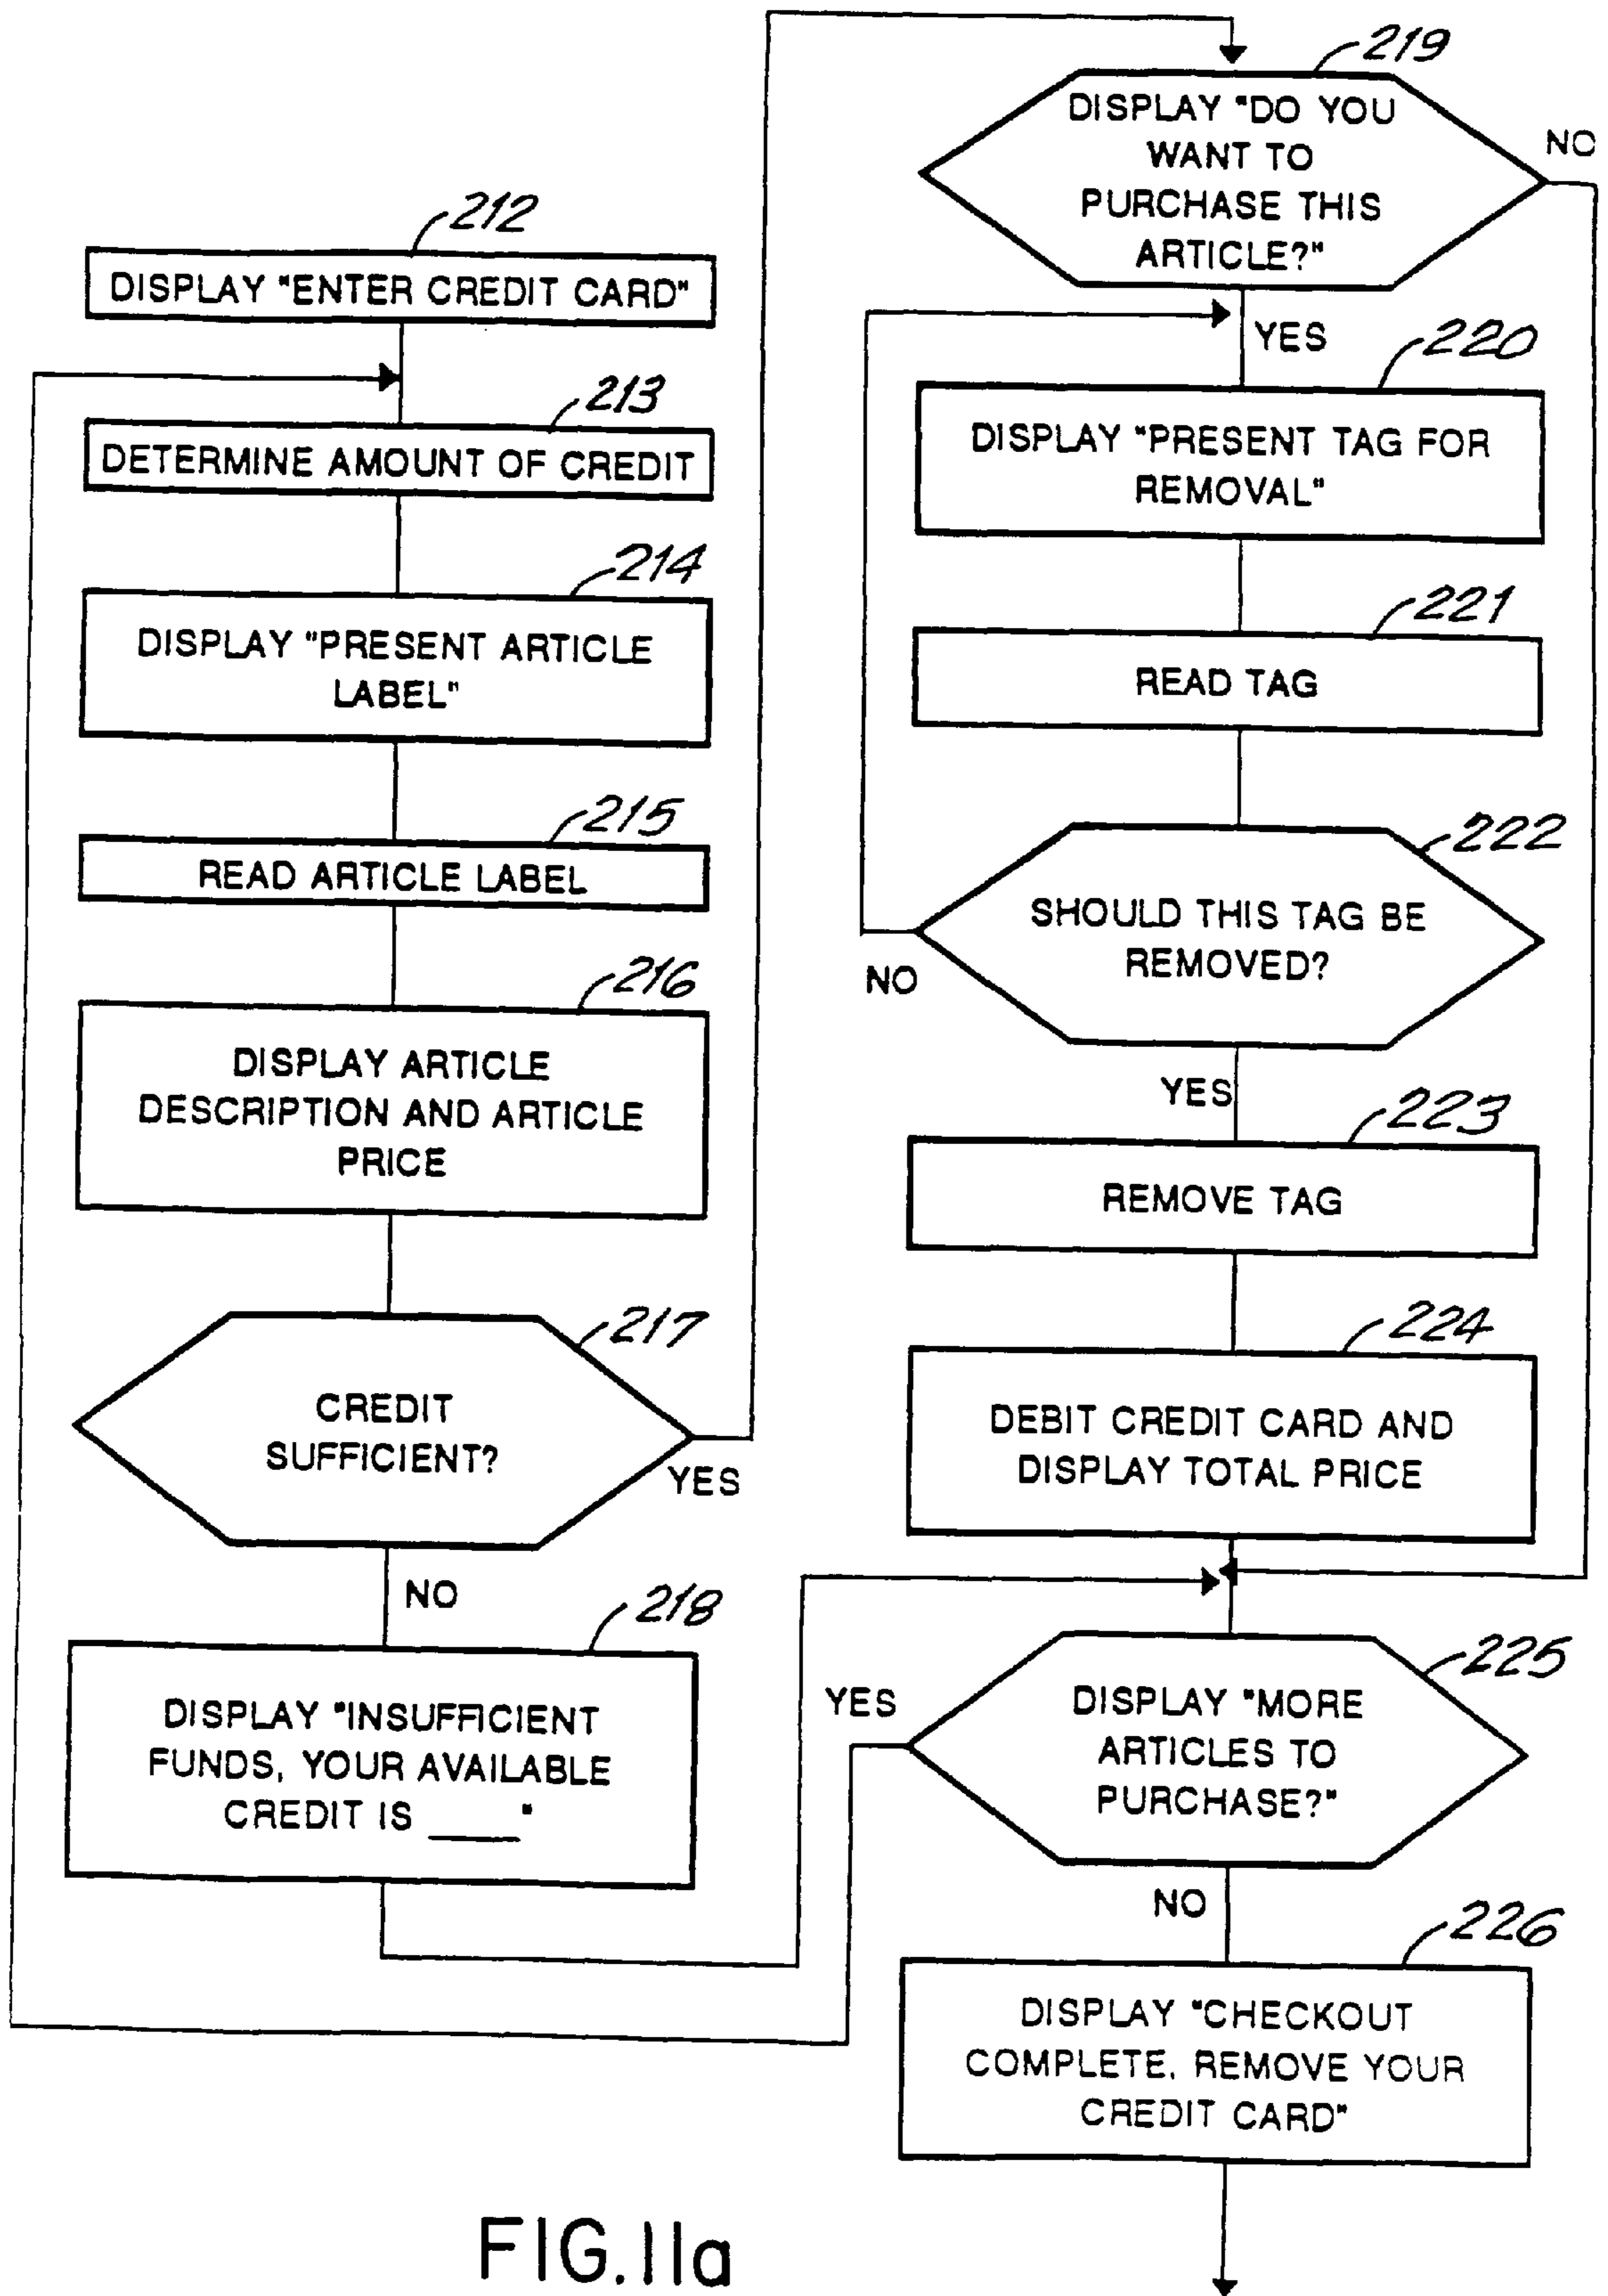 212
DISPLAY "ENTER CREDIT CARD"
213
DETERMINE AMOUNT OF CREDIT
214
DISPLAY "PRESENT ARTICLE
LABEL"
215
READ ARTICLE LABEL
216
DISPLAY ARTICLE
DESCRIPTION AND ARTICLE
PRICE
217
CREDIT
SUFFICIENT?
YES
NO
218
DISPLAY "INSUFFICIENT
FUNDS, YOUR AVAILABLE
CREDIT IS _____"
219
DISPLAY "DO YOU
WANT TO
PURCHASE THIS
ARTICLE?"
NO
YES
220
DISPLAY "PRESENT TAG FOR
REMOVAL"
221
READ TAG
222
SHOULD THIS TAG BE
REMOVED?
NO
YES
223
REMOVE TAG
224
DEBIT CREDIT CARD AND
DISPLAY TOTAL PRICE
225
YES
DISPLAY "MORE
ARTICLES TO
PURCHASE?"
NO
226
DISPLAY "CHECKOUT
COMPLETE, REMOVE YOUR
CREDIT CARD"
FIG.11a